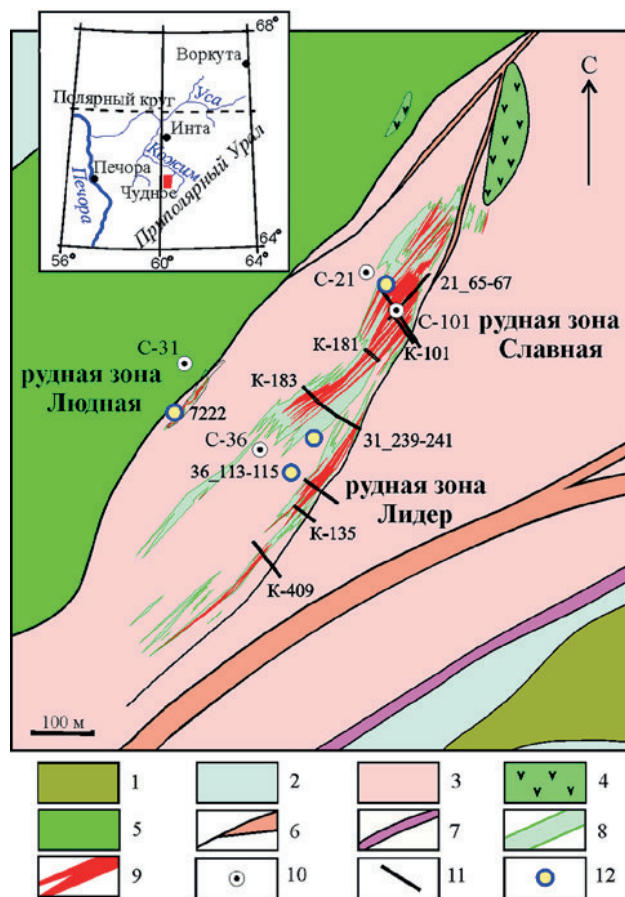 68°
Воркута
Полярный круг
Уса
Инта
Кожим
Печора
Чудное
Печора
Приполярный Урал
64°
56°
60°
64°
С
С-21
21_65-67
С-101
рудная зона
Славная
К-181
К-101
С-31
рудная зона
Людная
К-183
7222
С-36
31_239-241
36_113-115
рудная зона
Лидер
К-135
К-409
100 м
1
2
3
4
5
6
7
8
9
10
11
12